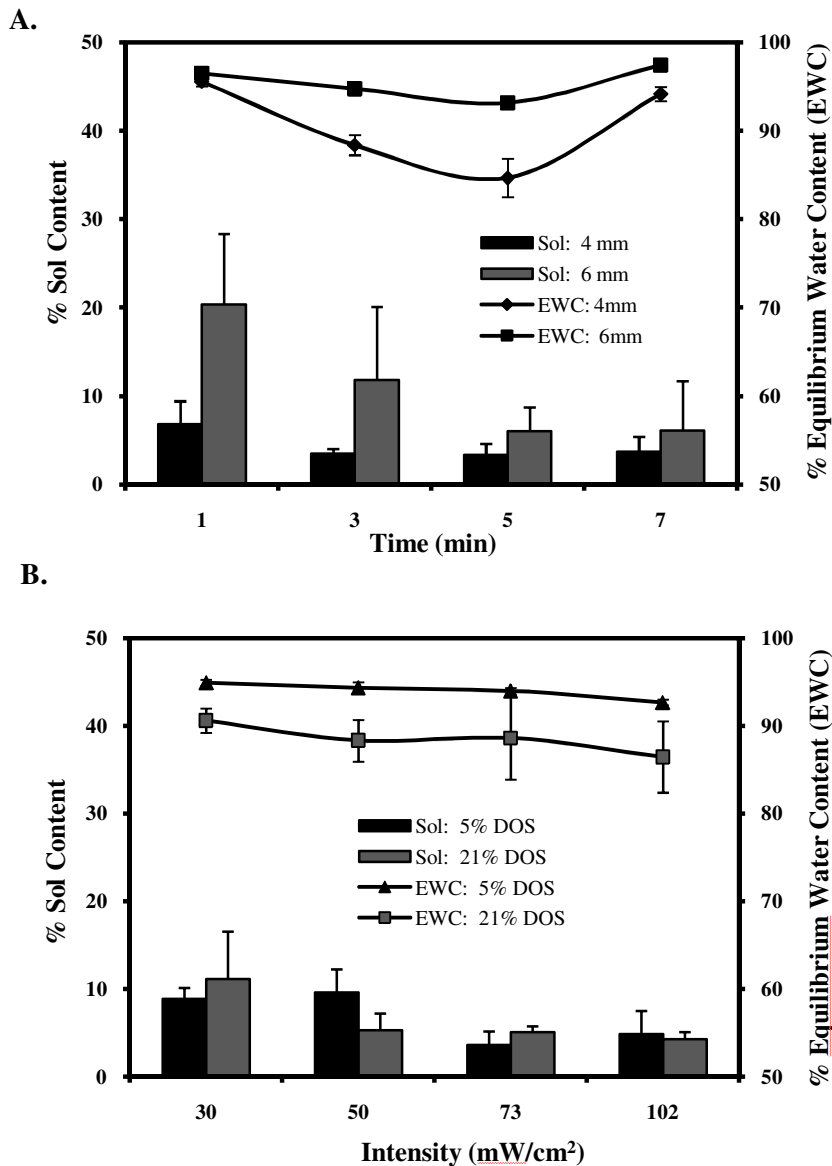 A.
50
40
30
20
10
0
% Sol Content
100
90
80
70
60
50
% Equilibrium Water Content (EWC)
Sol: 4 mm
Sol: 6 mm
EWC: 4mm
EWC: 6mm
1 3 5 7
Time (min)
B.
50
40
30
20
10
0
% Sol Content
100
90
80
70
60
50
% Equilibrium Water Content (EWC)
Sol: 5% DOS
Sol: 21% DOS
EWC: 5% DOS
EWC: 21% DOS
30 50 73 102
Intensity (mW/cm²)